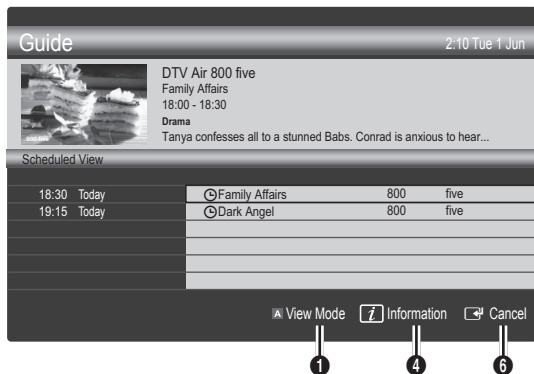 Guide
2:10 Tue 1 Jun
DTV Air 800 five
Family Affairs
18:00 - 18:30
Drama
Tanya confesses all to a stunned Babs. Conrad is anxious to hear...
800 five
Scheduled View
18:30 Today Family Affairs 800 five
19:15 Today Dark Angel 800 five
A View Mode i Information Cancel
1 4 6